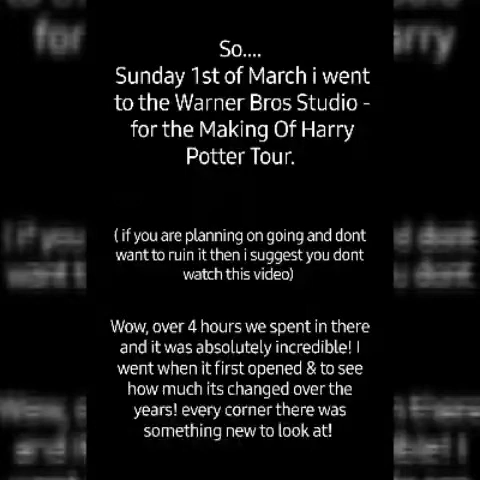 So....
Sunday 1st of March i went
to the Warner Bros Studio -
for the Making Of Harry
Potter Tour.
( if you are planning on going and dont
want to ruin it then i suggest you dont
watch this video)
Wow, over 4 hours we spent in there
and it was absolutely incredible! I
went when it first opened & to see
how much its changed over the
years! every corner there was
something new to look at!